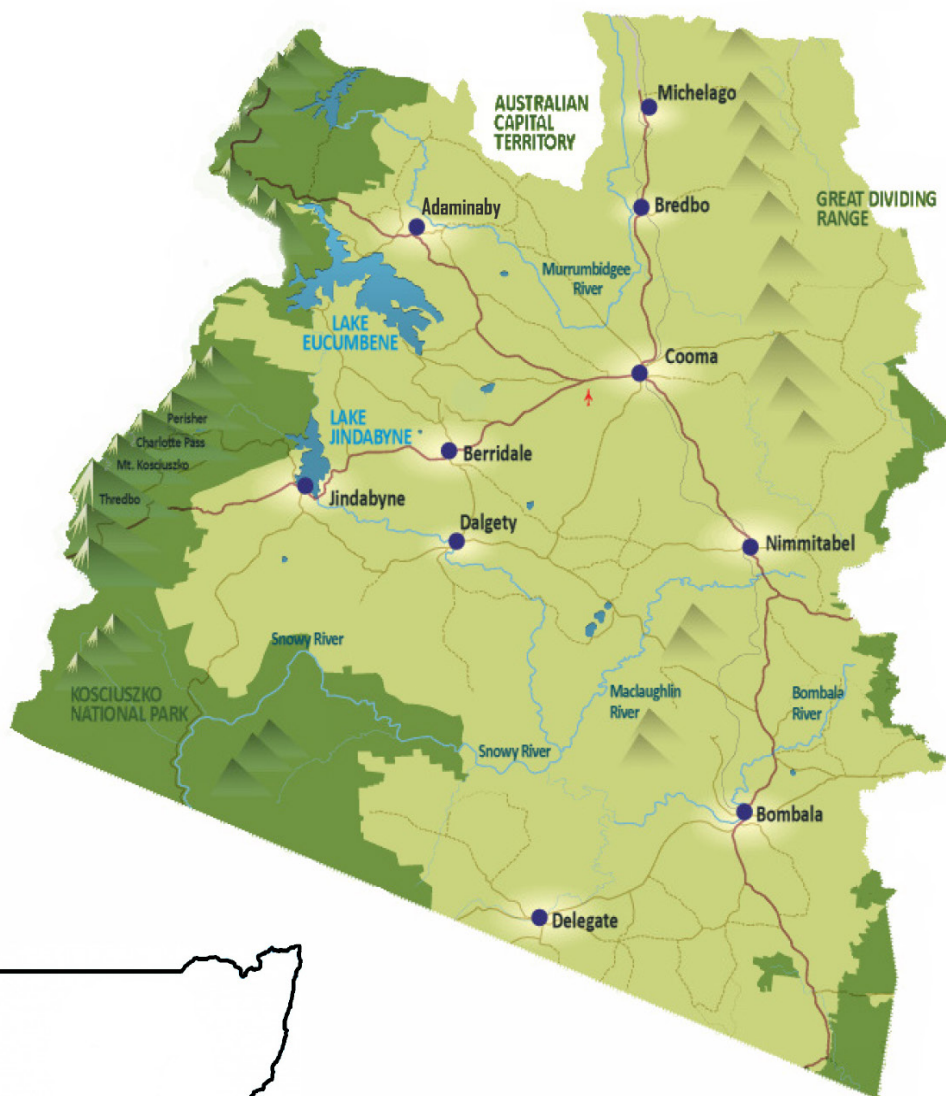 Michelago
AUSTRALIAN
CAPITAL
TERRITORY
Bredbo
GREAT DIVIDING
RANGE
Adaminaby
Murrumbidgee
River
LAKE
EUCUMBENE
Cooma
Perisher
Charlotte Pass
Mt. Kosciuszko
Thredbo
LAKE
JINDABYNE
Berridale
Jindabyne
Dalgety
Nimmitabel
Snowy River
KOSCIUSZKO
NATIONAL PARK
Maclaughlin
River
Bombala
River
Snowy River
Bombala
Delegate